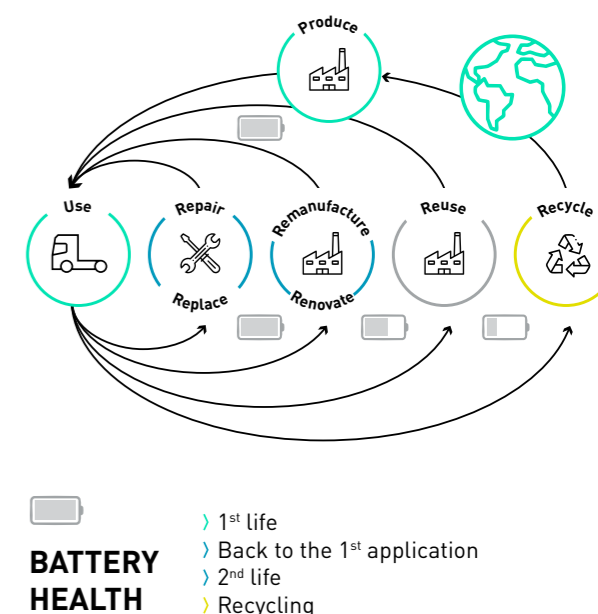 Produce
Use
Repair
Remanufacture
Reuse
Recycle
Replace
Renovate
BATTERY
HEALTH
〉 1st life
〉 Back to the 1st application
〉 2nd life
〉 Recycling